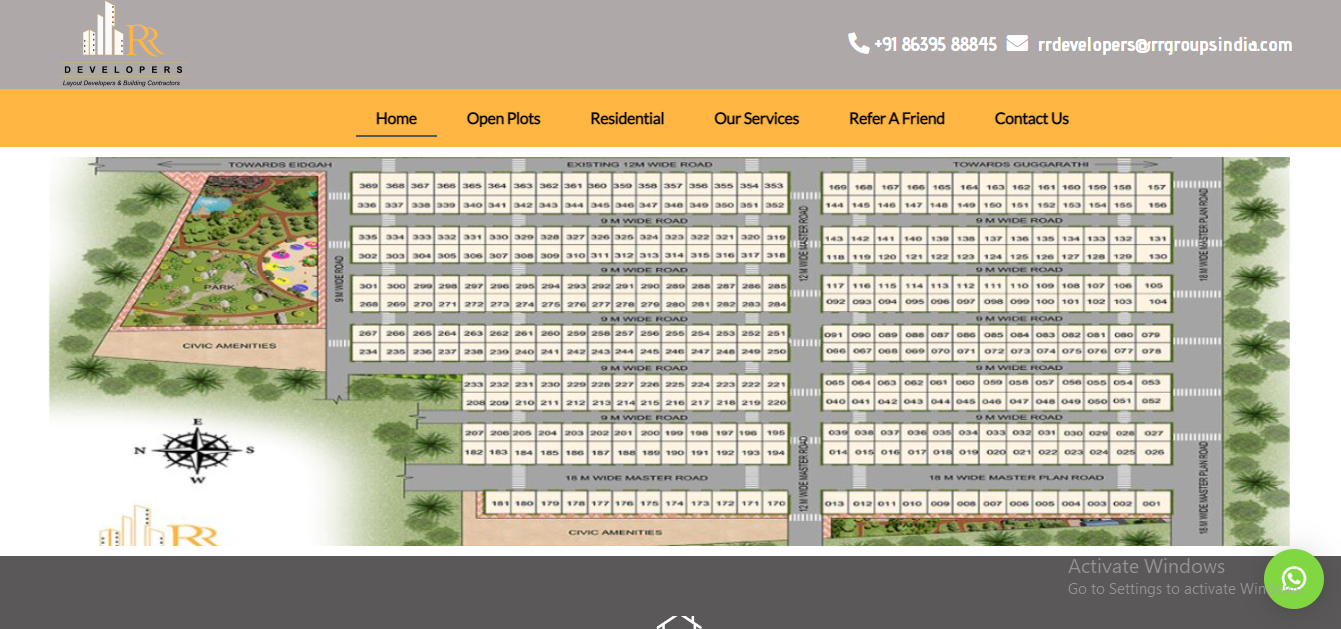 RR
DEVELOPERS
Layout Developers & Building Contractors
+91 86395 88845 rrdevelopers@rrgroupsindia.com
Home Open Plots Residential Our Services Refer A Friend Contact Us
TOWARDS EIDGAH EXISTING 12M WIDE ROAD TOWARDS GUGGARATHI
369 368 367 366 365 364 363 362 361 360 359 358 357 356 355 354 353 169 168 167 166 165 164 163 162 161 160 159 158 157
336 337 338 339 340 341 342 343 344 345 346 347 348 349 350 351 352 144 145 146 147 148 149 150 151 152 153 154 155 156
9 M WIDE ROAD 9 M WIDE ROAD
335 334 333 332 331 330 329 328 327 326 325 324 323 322 321 320 319 143 142 141 140 139 138 137 136 135 134 133 132 131
302 303 304 305 306 307 308 309 310 311 312 313 314 315 316 317 318 118 119 120 121 122 123 124 125 126 127 128 129 130
9 M WIDE ROAD 9 M WIDE ROAD
301 300 299 298 297 296 295 294 293 292 291 290 289 288 287 286 285 117 116 115 114 113 112 111 110 109 108 107 106 105
268 269 270 271 272 273 274 275 276 277 278 279 280 281 282 283 284 092 093 094 095 096 097 098 099 100 101 102 103 104
9 M WIDE ROAD 9 M WIDE ROAD
267 266 265 264 263 262 261 260 259 258 257 256 255 254 253 252 251 091 090 089 088 087 086 085 084 083 082 081 080 079
234 235 236 237 238 239 240 241 242 243 244 245 246 247 248 249 250 066 067 068 069 070 071 072 073 074 075 076 077 078
9 M WIDE ROAD 9 M WIDE ROAD
233 232 231 230 229 228 227 226 225 224 223 222 221 065 064 063 062 061 060 059 058 057 056 055 054 053
208 209 210 211 212 213 214 215 216 217 218 219 220 040 041 042 043 044 045 046 047 048 049 050 051 052
9 M WIDE ROAD 9 M WIDE ROAD
207 206 205 204 203 202 201 200 199 198 197 196 195 039 038 037 036 035 034 033 032 031 030 029 028 027
182 183 184 185 186 187 188 189 190 191 192 193 194 014 015 016 017 018 019 020 021 022 023 024 025 026
18 M WIDE MASTER ROAD 18 M WIDE MASTER PLAN ROAD
181 180 179 178 177 176 175 174 173 172 171 170 013 012 011 010 009 008 007 006 005 004 003 002 001
CIVIC AMENITIES
PARK
CIVIC AMENITIES
9 M WIDE ROAD
12 M WIDE MASTER ROAD
12 M WIDE MASTER ROAD
18 M WIDE MASTER PLAN ROAD
18 M WIDE MASTER PLAN ROAD
E
N S
W
RR
Activate Windows
Go to Settings to activate Win